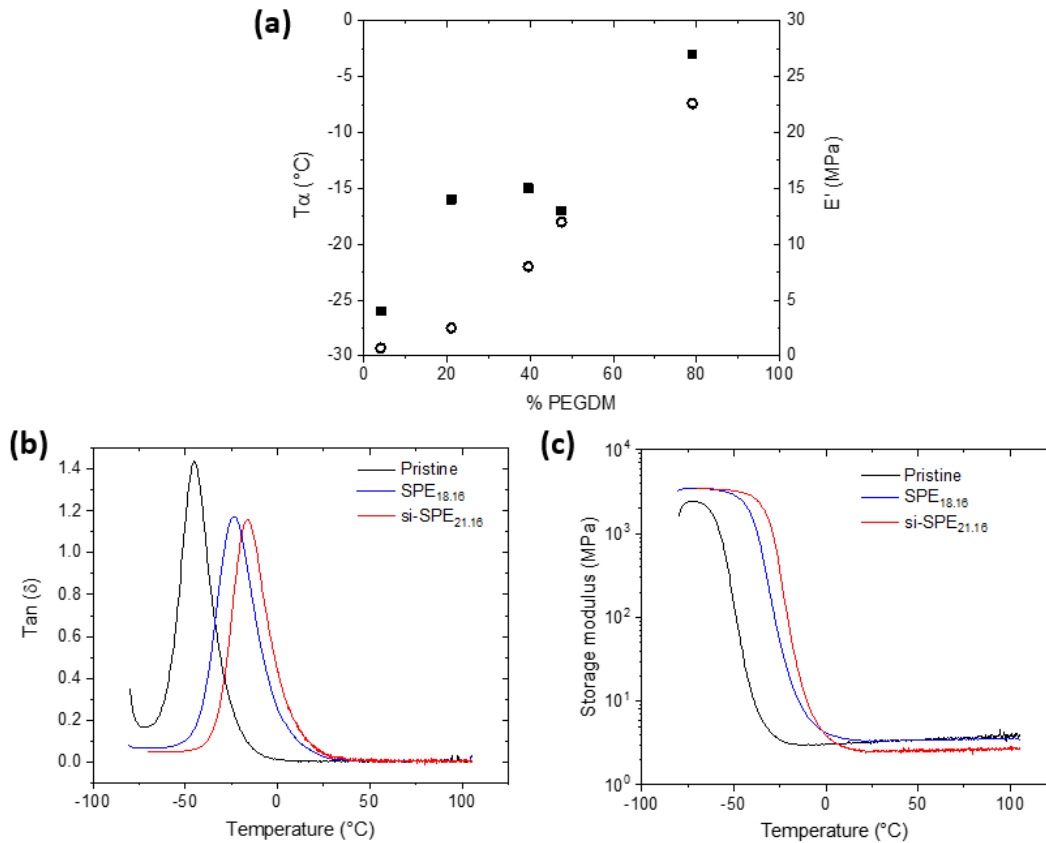 (a)
0
-5
-10
-15
-20
-25
-30
Tα (°C)
30
25
20
15
10
5
0
E' (MPa)
0 20 40 60 80 100
% PEGDM
(b)
1.4
1.2
1.0
0.8
0.6
0.4
0.2
0.0
Tan (δ)
Pristine
SPE18.16
si-SPE21.16
-100 -50 0 50 100
Temperature (°C)
(c)
10^4
10^3
10^2
10^1
10^0
Storage modulus (MPa)
Pristine
SPE18.16
si-SPE21.16
-100 -50 0 50 100
Temperature (°C)